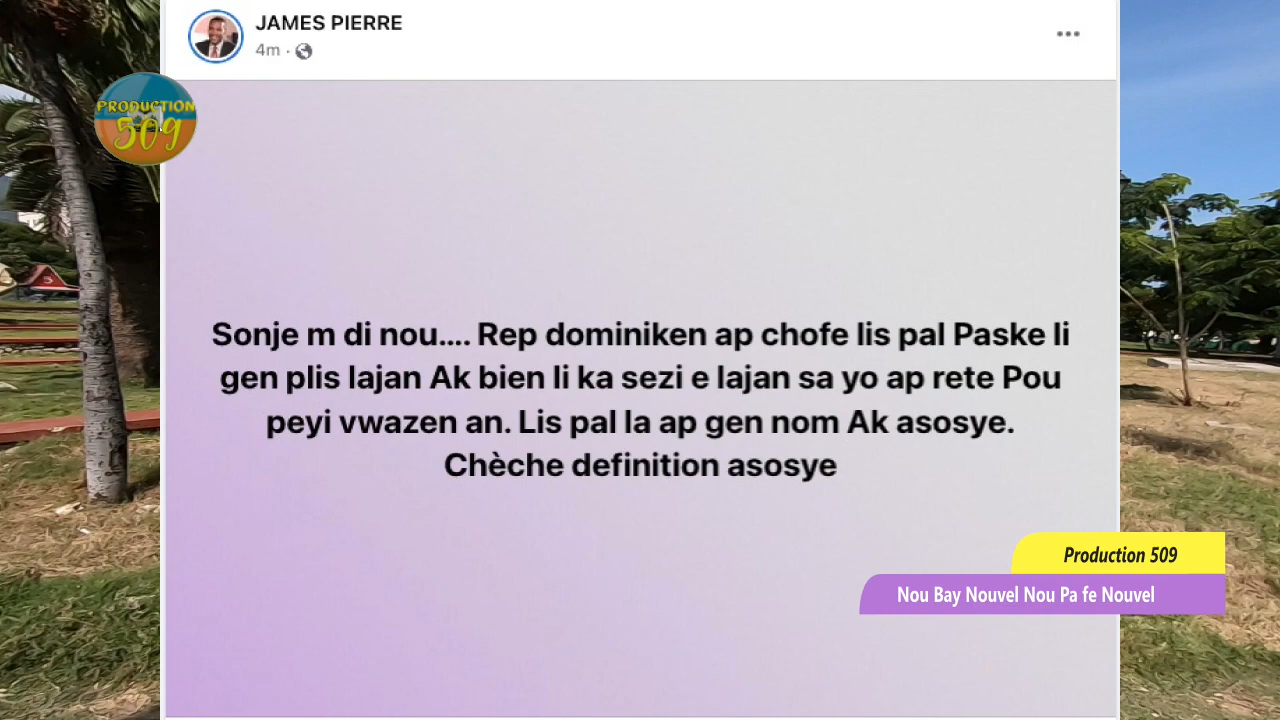 JAMES PIERRE
4m ·
PRODUCTION
509
Sonje m di nou.... Rep dominiken ap chofe lis pal Paske li
gen plis lajan Ak bien li ka sezi e lajan sa yo ap rete Pou
peyi vwazen an. Lis pal la ap gen nom Ak asosye.
Chèche definition asosye
Production 509
Nou Bay Nouvel Nou Pa fe Nouvel